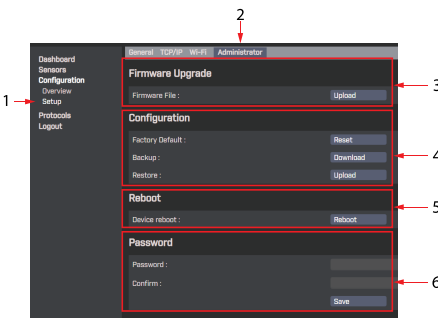 2
General TCP/IP Wi-Fi Administrator
Dashboard
Sensors
Configuration
Overview
1 Setup
Protocols
Logout
Firmware Upgrade
Firmware File : Upload 3
Configuration
Factory Default : Reset
Backup : Download 4
Restore : Upload
Reboot
5
Device reboot : Reboot
Password
Password :
Confirm : 6
Save